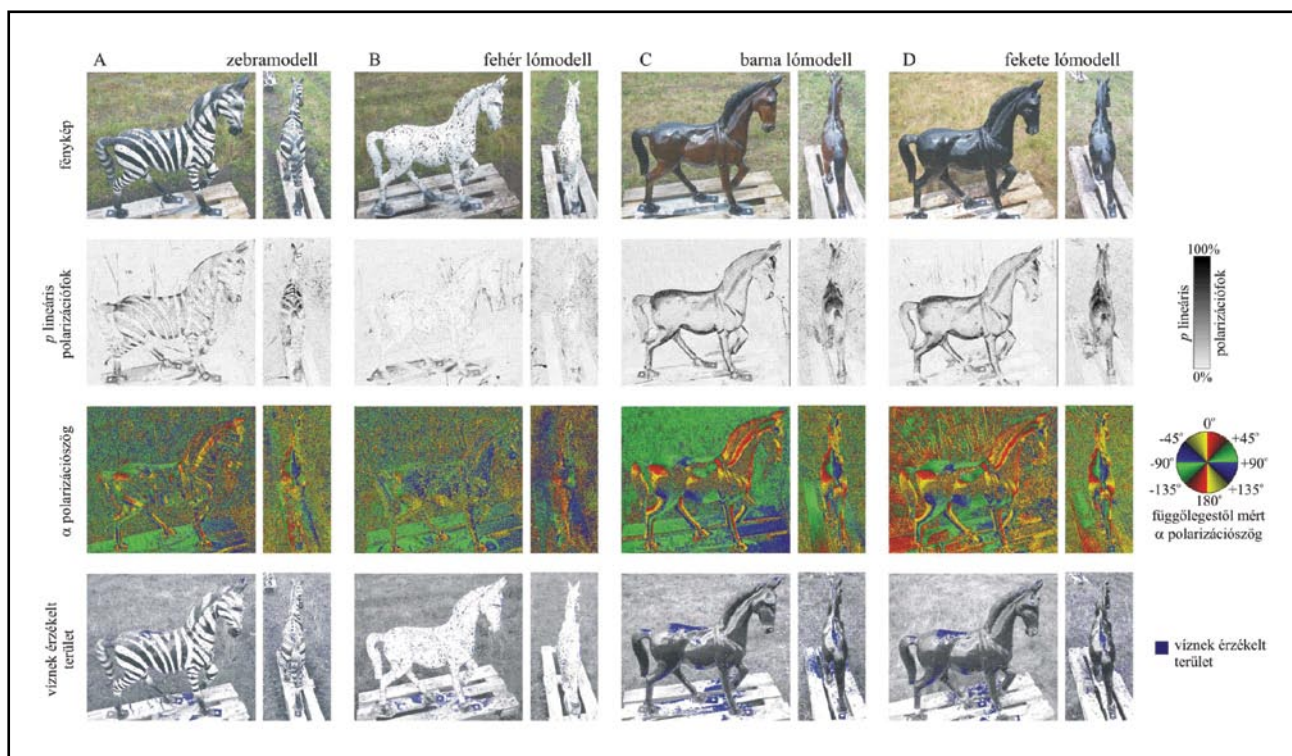 A zebramodell
B fehér lómodell
C barna lómodell
D fekete lómodell
fénykép
p lineáris
polarizációfok
100%
p lineáris
polarizációfok
0%
α polarizációszög
0°
-45° +45°
-90° +90°
-135° +135°
180°
függőlegestől mért
α polarizációszög
víznek érzékelt
terület
víznek érzékelt
terület